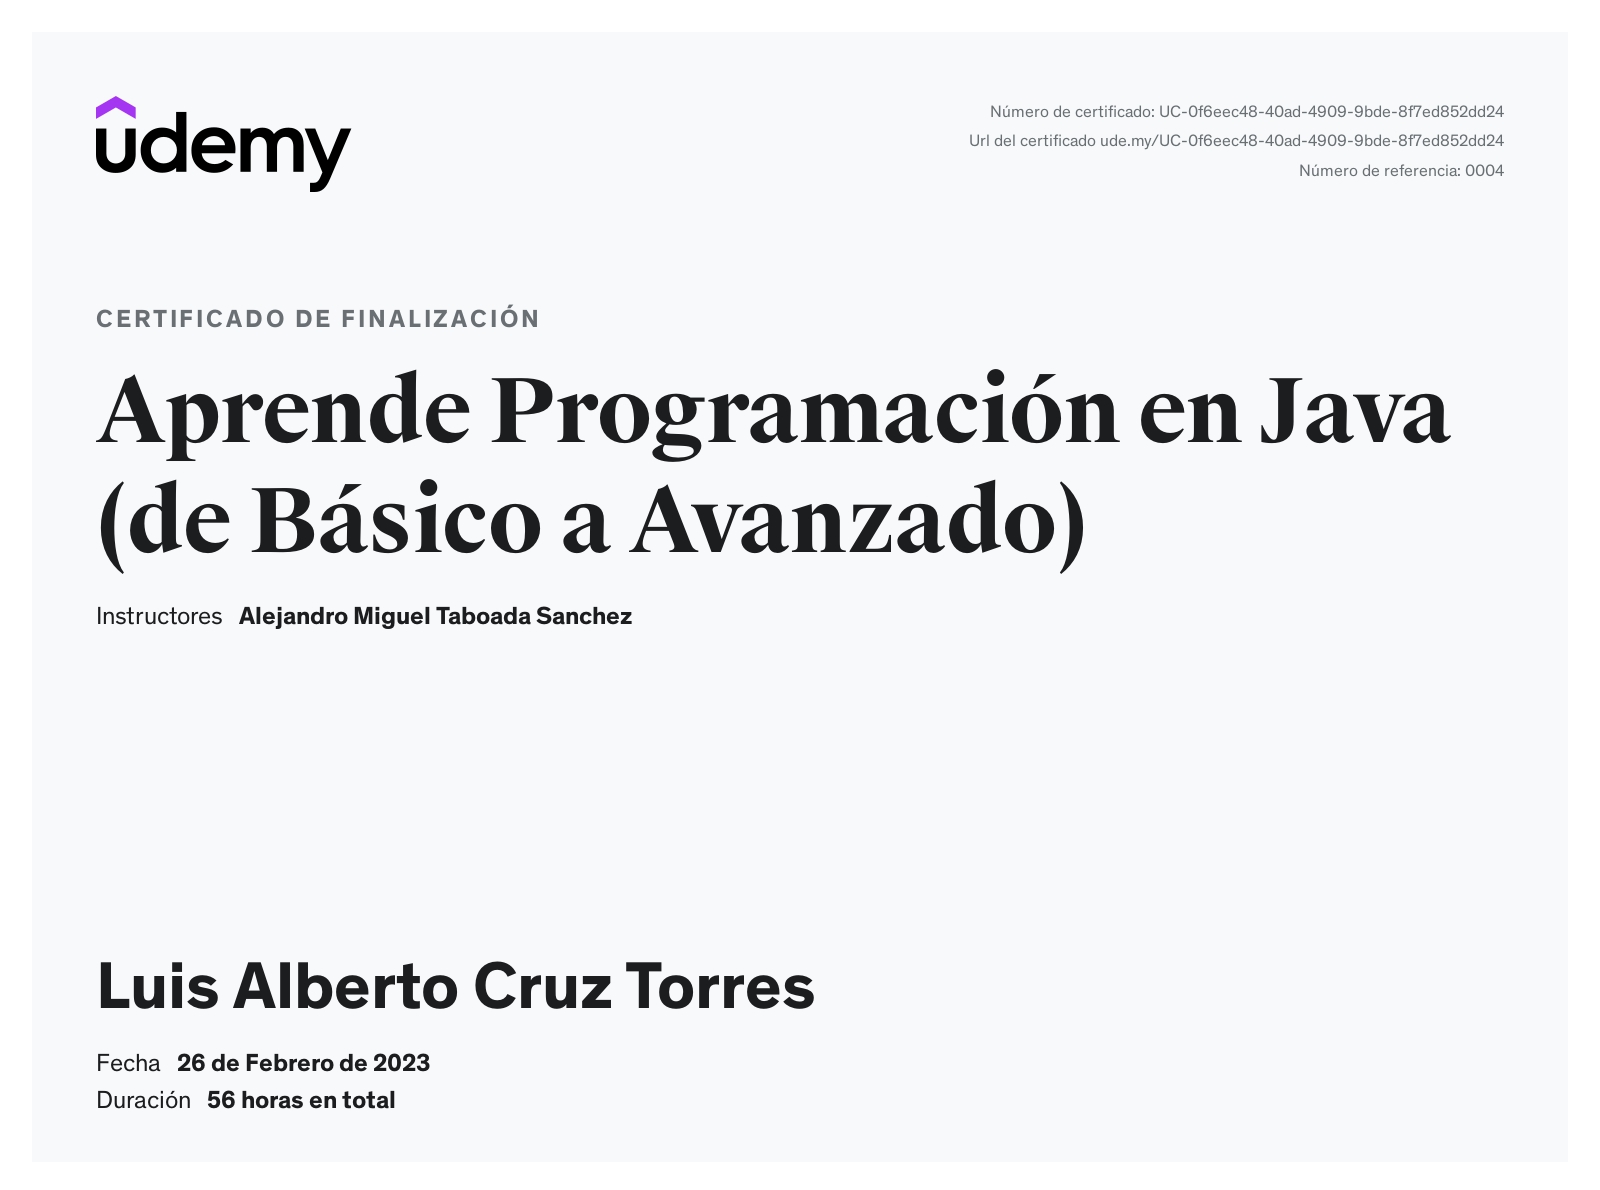 udemy
Número de certificado: UC-0f6eec48-40ad-4909-9bde-8f7ed852dd24
Url del certificado ude.my/UC-0f6eec48-40ad-4909-9bde-8f7ed852dd24
Número de referencia: 0004
CERTIFICADO DE FINALIZACIÓN
Aprende Programación en Java
(de Básico a Avanzado)
Instructores Alejandro Miguel Taboada Sanchez
Luis Alberto Cruz Torres
Fecha 26 de Febrero de 2023
Duración 56 horas en total